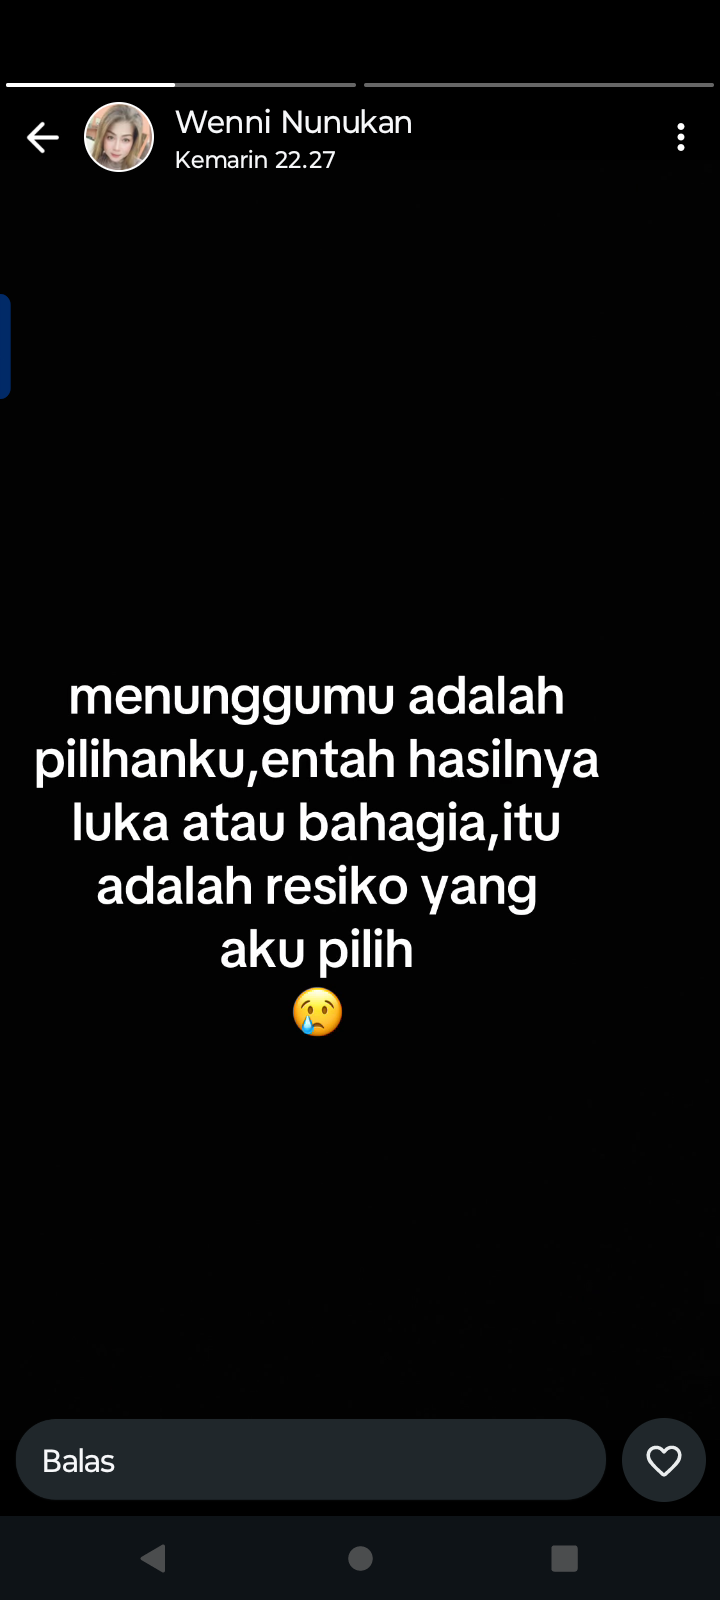 Wenni Nunukan
Kemarin 22.27
menunggumu adalah
pilihanku,entah hasilnya
luka atau bahagia,itu
adalah resiko yang
aku pilih
😢
Balas